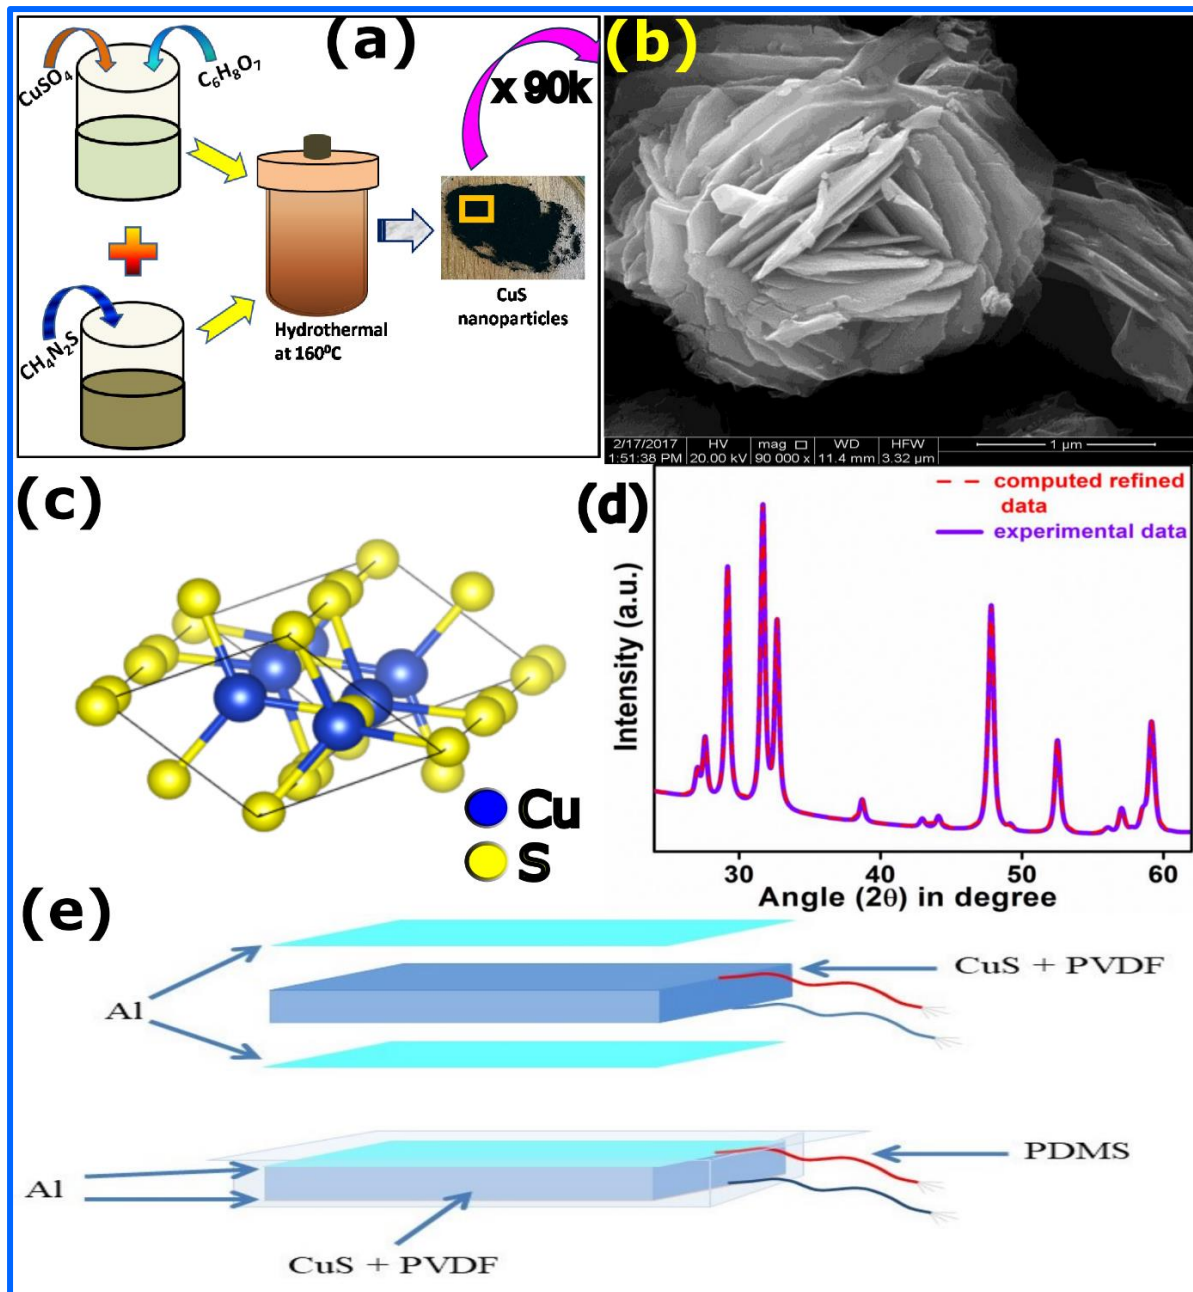 (a)
CuSO₄
C₆H₈O₇
x 90k
CH₄N₂S
Hydrothermal
at 160⁰C
CuS
nanoparticles
(b)
2/17/2017 HV mag WD HFW 1 µm
1:51:38 PM 20.00 kV 90 000 x 11.4 mm 3.32 µm
(c)
Cu
S
(d)
computed refined
data
experimental data
Intensity (a.u.)
30 40 50 60
Angle (2θ) in degree
(e)
Al
CuS + PVDF
PDMS
Al
CuS + PVDF